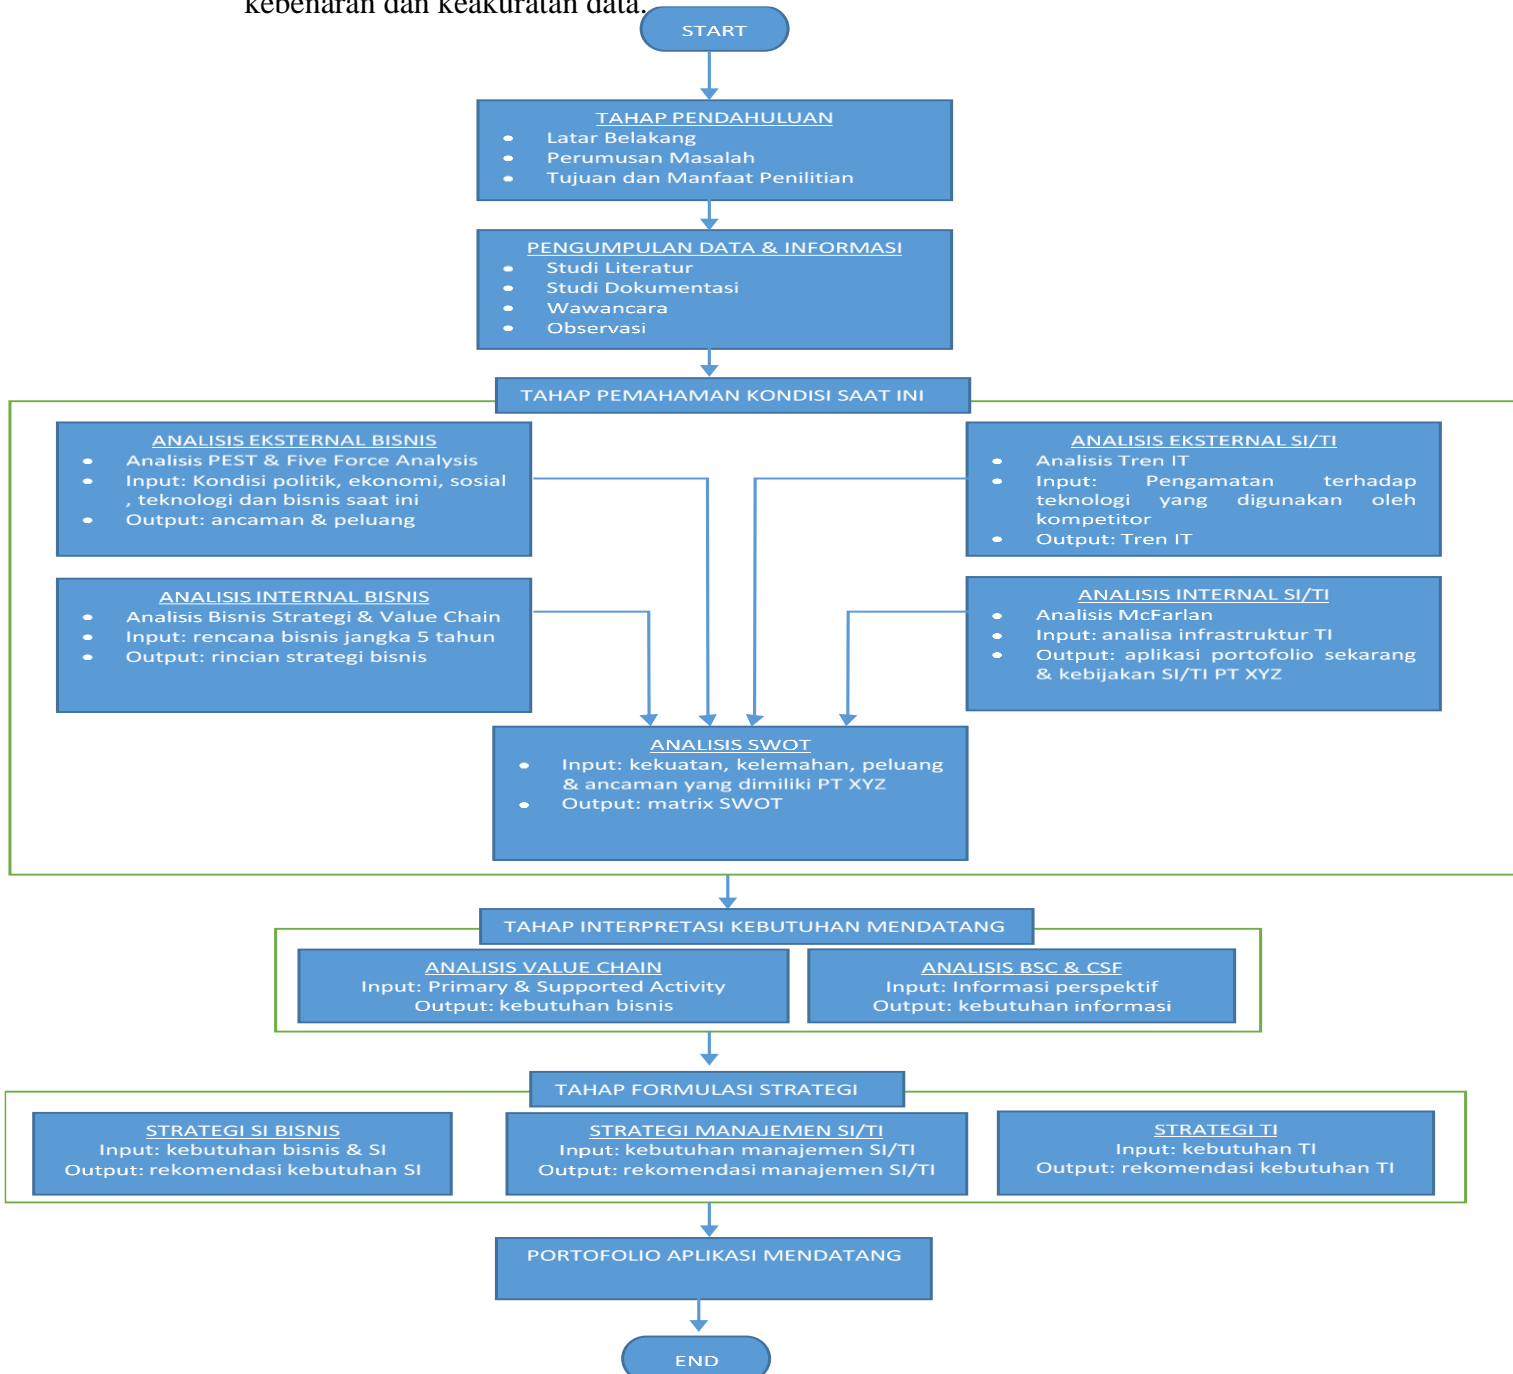 kebenaran dan keakuratan data.
START
TAHAP PENDAHULUAN
• Latar Belakang
• Perumusan Masalah
• Tujuan dan Manfaat Penilitian
PENGUMPULAN DATA & INFORMASI
• Studi Literatur
• Studi Dokumentasi
• Wawancara
• Observasi
TAHAP PEMAHAMAN KONDISI SAAT INI
ANALISIS EKSTERNAL BISNIS
• Analisis PEST & Five Force Analysis
• Input: Kondisi politik, ekonomi, sosial
, teknologi dan bisnis saat ini
• Output: ancaman & peluang
ANALISIS EKSTERNAL SI/TI
• Analisis Tren IT
• Input: Pengamatan terhadap
teknologi yang digunakan oleh
kompetitor
• Output: Tren IT
ANALISIS INTERNAL BISNIS
• Analisis Bisnis Strategi & Value Chain
• Input: rencana bisnis jangka 5 tahun
• Output: rincian strategi bisnis
ANALISIS INTERNAL SI/TI
• Analisis McFarlan
• Input: analisa infrastruktur TI
• Output: aplikasi portofolio sekarang
& kebijakan SI/TI PT XYZ
ANALISIS SWOT
• Input: kekuatan, kelemahan, peluang
& ancaman yang dimiliki PT XYZ
• Output: matrix SWOT
TAHAP INTERPRETASI KEBUTUHAN MENDATANG
ANALISIS VALUE CHAIN
Input: Primary & Supported Activity
Output: kebutuhan bisnis
ANALISIS BSC & CSF
Input: Informasi perspektif
Output: kebutuhan informasi
TAHAP FORMULASI STRATEGI
STRATEGI SI BISNIS
Input: kebutuhan bisnis & SI
Output: rekomendasi kebutuhan SI
STRATEGI MANAJEMEN SI/TI
Input: kebutuhan manajemen SI/TI
Output: rekomendasi manajemen SI/TI
STRATEGI TI
Input: kebutuhan TI
Output: rekomendasi kebutuhan TI
PORTOFOLIO APLIKASI MENDATANG
END